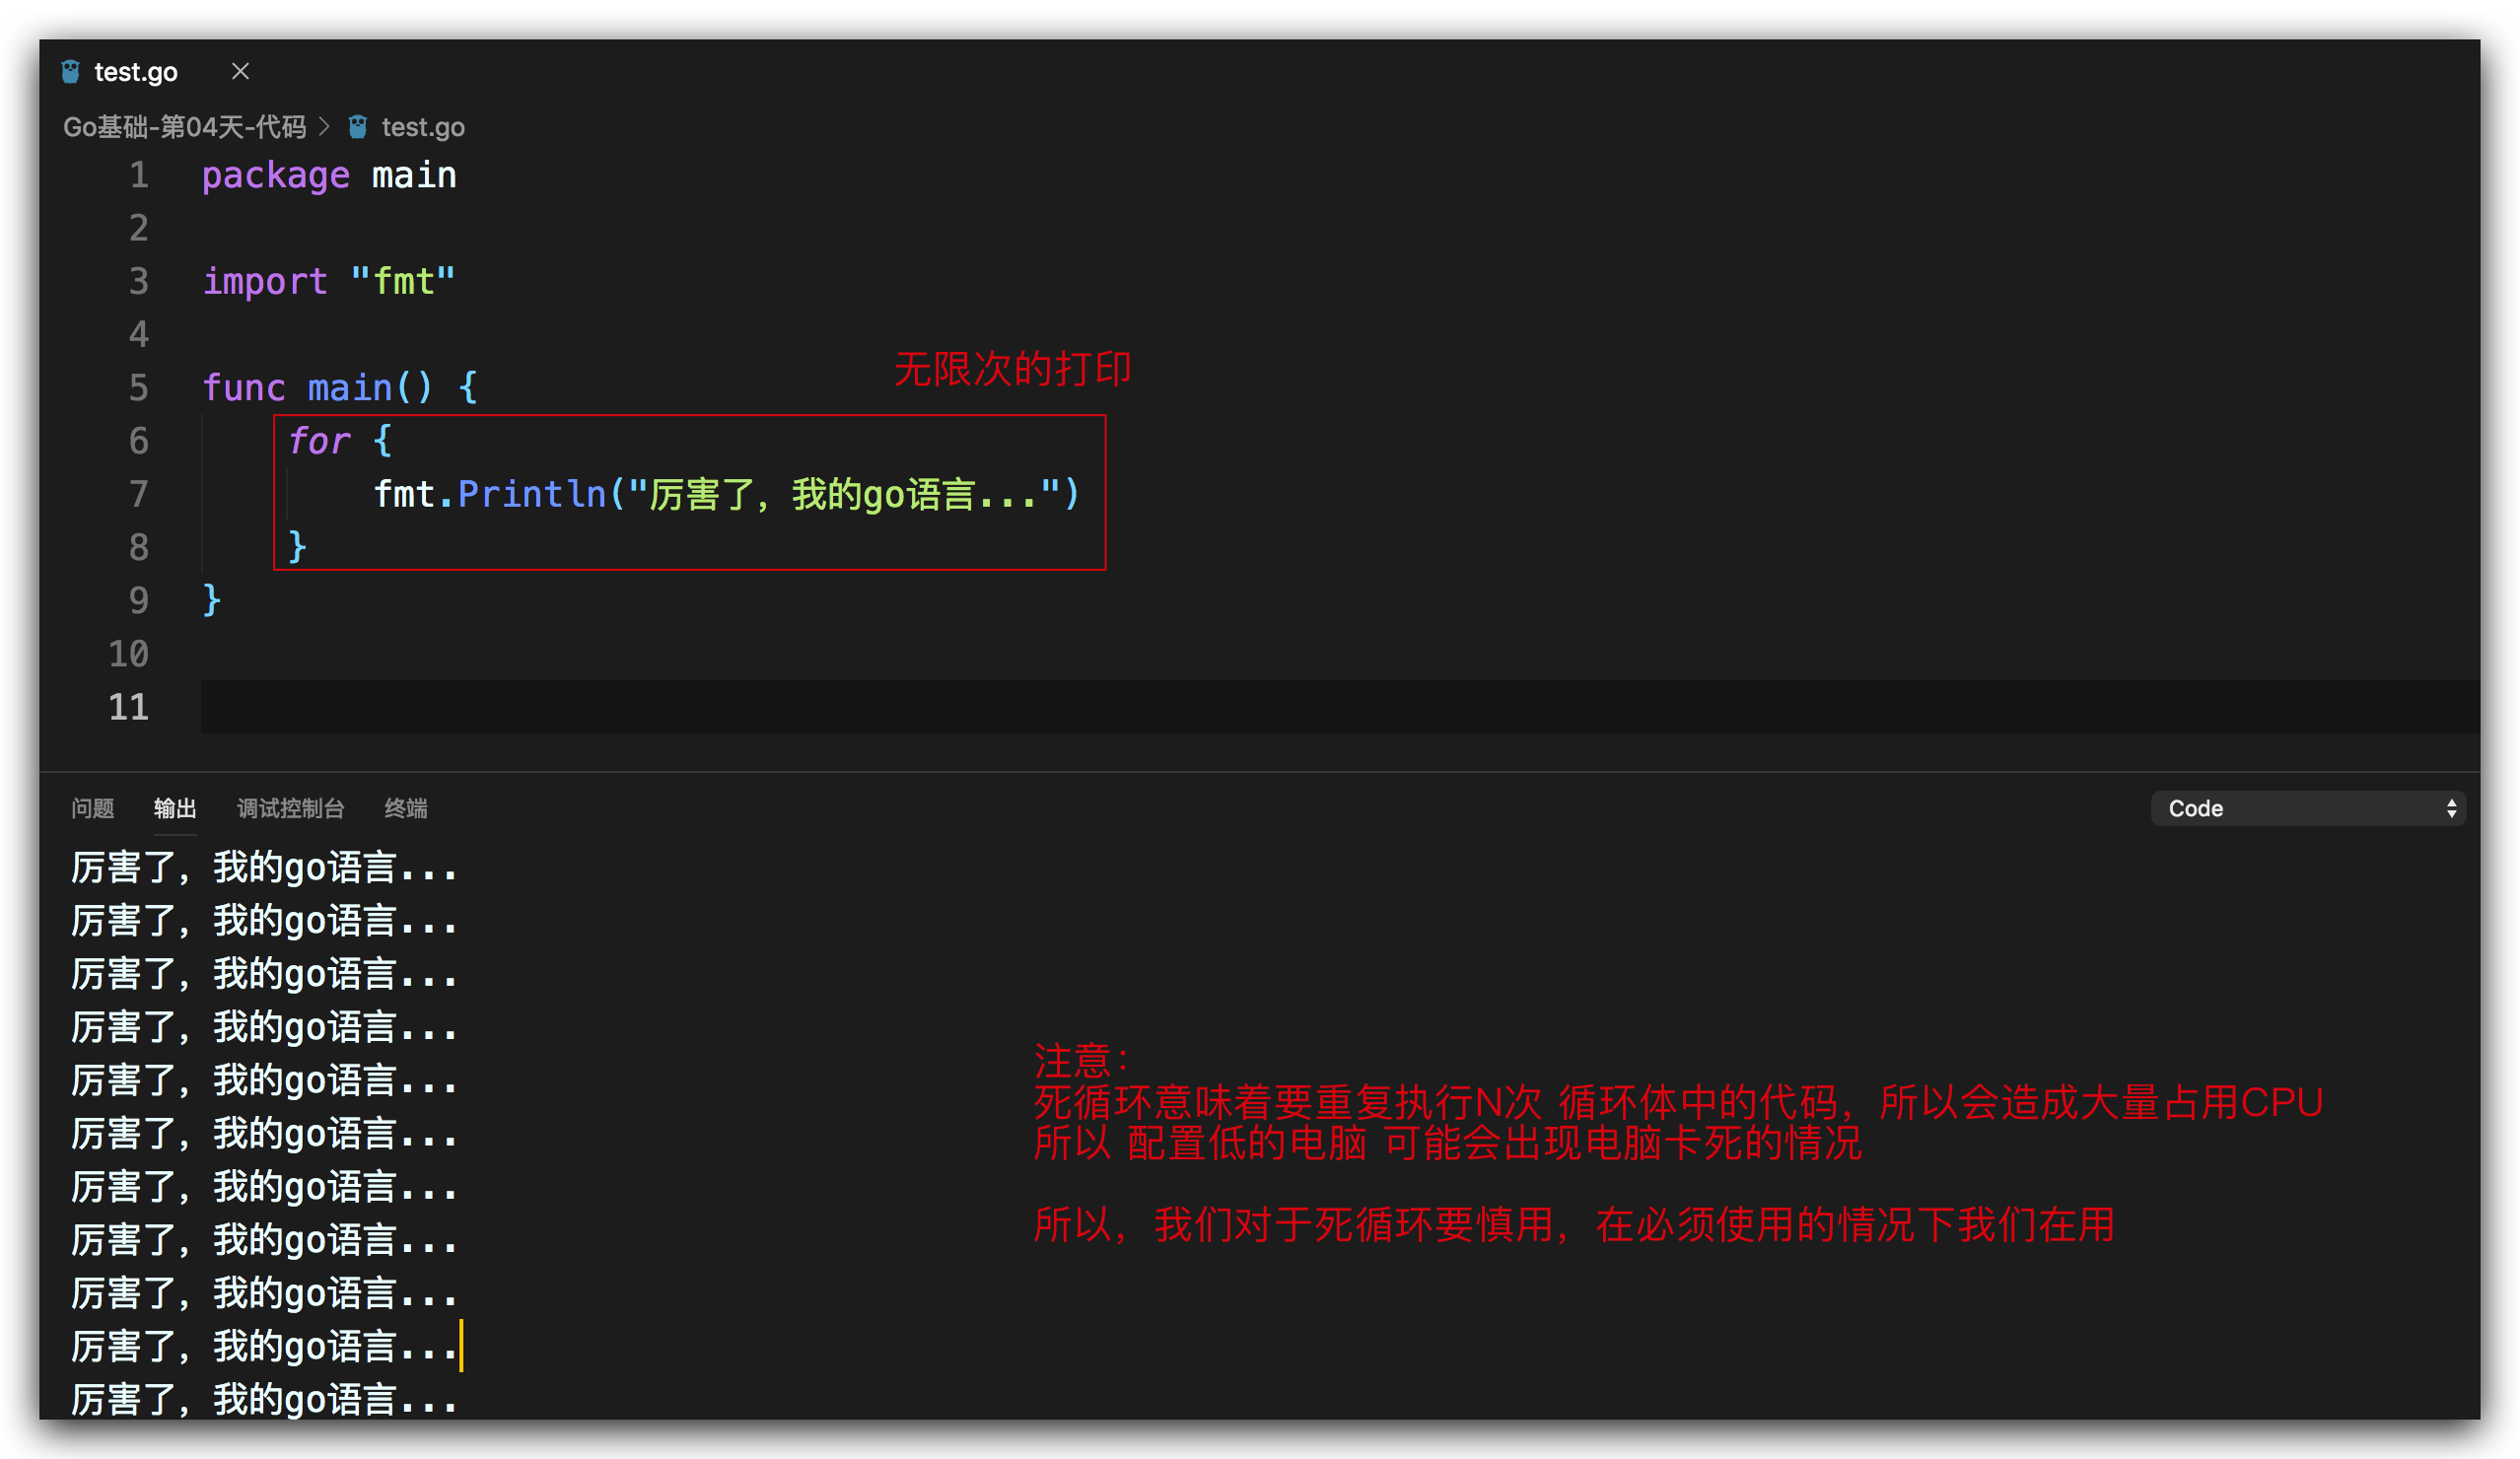 test.go
Go基础-第04天-代码 > test.go
1 package main
2
3 import "fmt"
4
无限次的打印
5 func main() {
6 for {
7 fmt.Println("厉害了，我的go语言...")
8 }
9 }
10
11
问题 输出 调试控制台 终端 Code
厉害了，我的go语言...
厉害了，我的go语言...
厉害了，我的go语言...
厉害了，我的go语言...
厉害了，我的go语言...
厉害了，我的go语言...
厉害了，我的go语言...
厉害了，我的go语言...
厉害了，我的go语言...
厉害了，我的go语言...
厉害了，我的go语言...
注意：
死循环意味着要重复执行N次 循环体中的代码，所以会造成大量占用CPU
所以 配置低的电脑 可能会出现电脑卡死的情况
所以，我们对于死循环要慎用，在必须使用的情况下我们在用